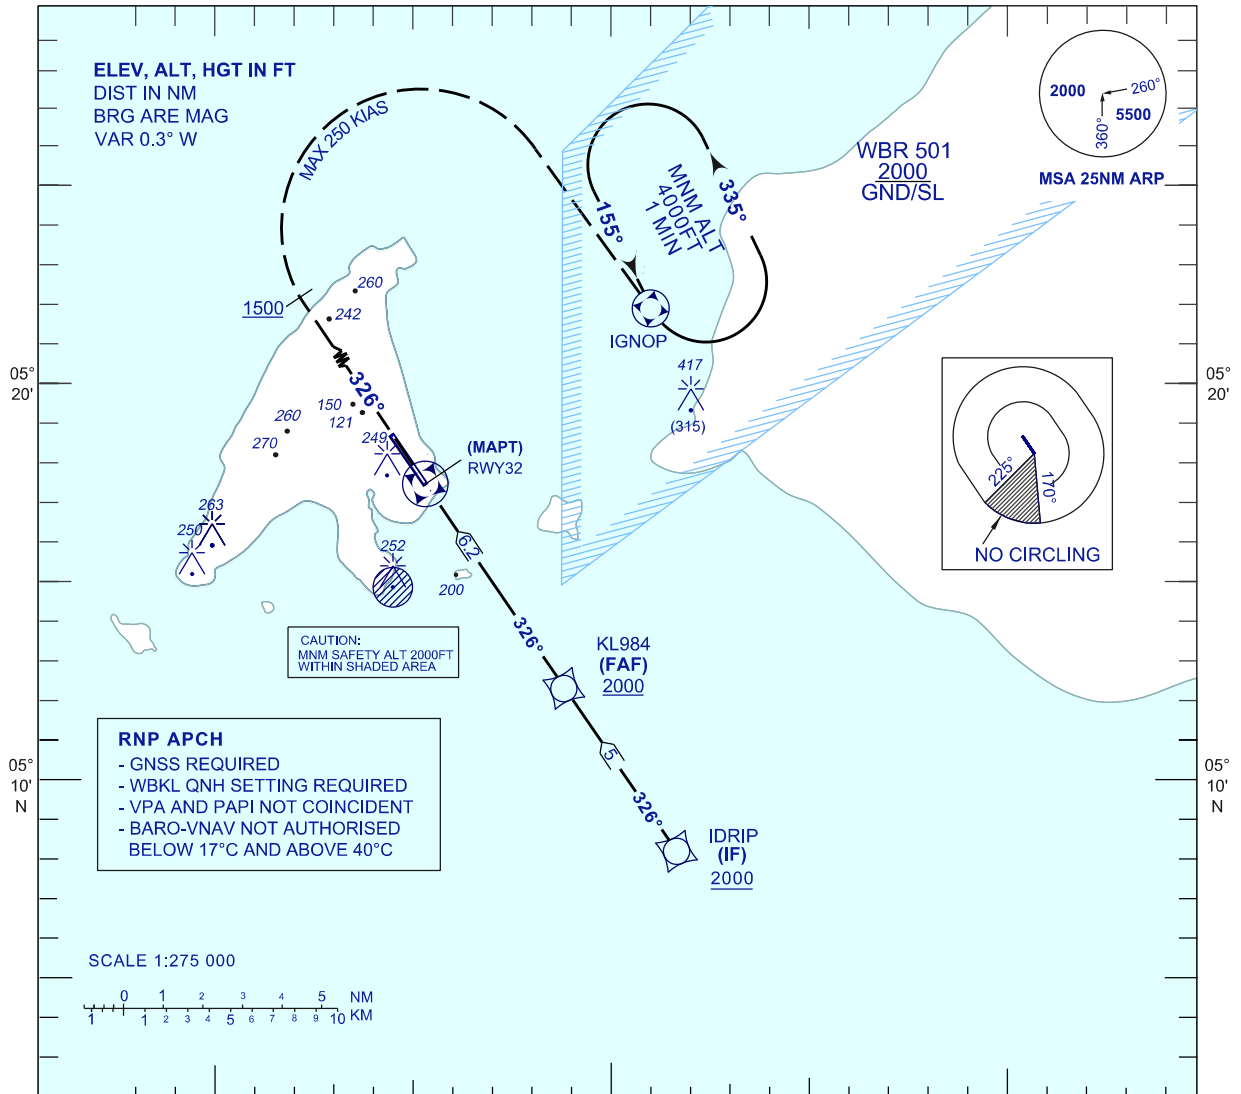 ELEV, ALT, HGT IN FT
DIST IN NM
BRG ARE MAG
VAR 0.3° W
MAX 250 KIAS
155°
335°
MNM ALT
4000FT
1 MIN
IGNOP
WBR 501
2000
GND/SL
2000
260°
5500
360°
MSA 25NM ARP
1500
260
242
326°
150
121
260
270
249
(MAPT)
RWY32
417
(315)
05°
20'
05°
20'
225°
170°
NO CIRCLING
263
250
252
200
6.2
CAUTION:
MNM SAFETY ALT 2000FT
WITHIN SHADED AREA
326°
KL984
(FAF)
2000
5
326°
IDRIP
(IF)
2000
RNP APCH
- GNSS REQUIRED
- WBKL QNH SETTING REQUIRED
- VPA AND PAPI NOT COINCIDENT
- BARO-VNAV NOT AUTHORISED
BELOW 17°C AND ABOVE 40°C
05°
10'
N
05°
10'
N
SCALE 1:275 000
0 1 2 3 4 5 NM
1 1 2 3 4 5 6 7 8 9 10 KM